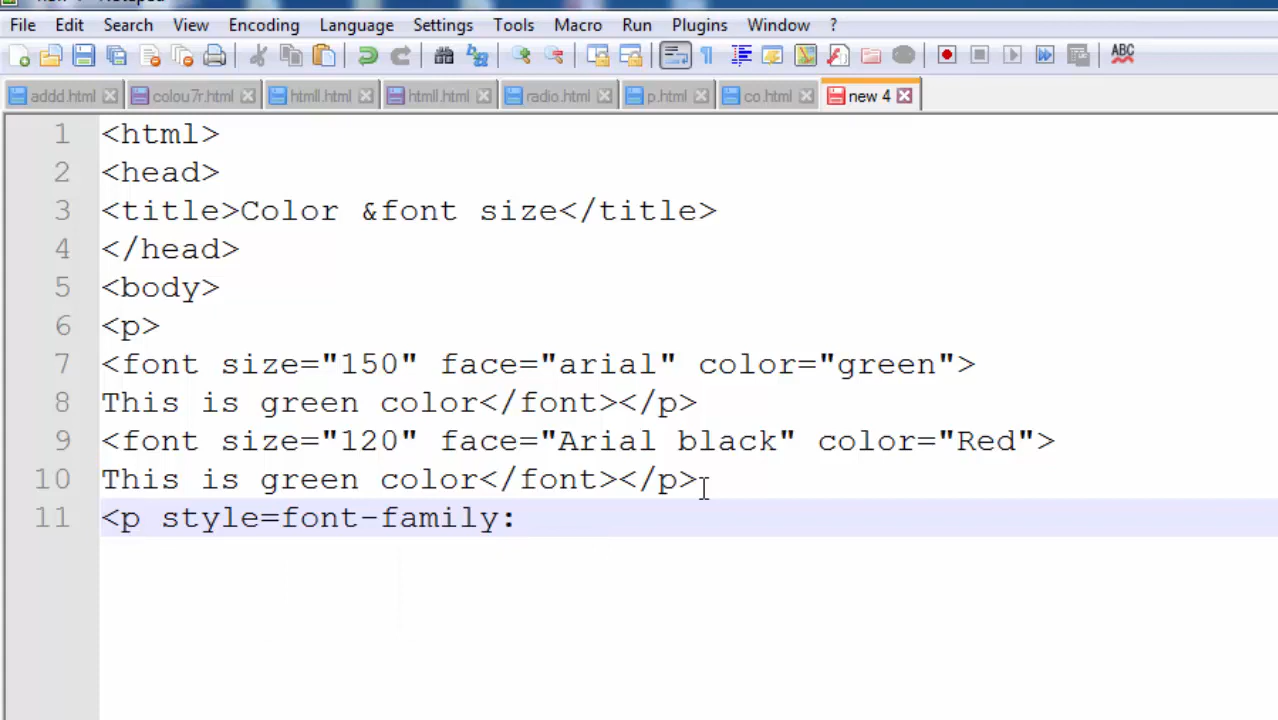 File Edit Search View Encoding Language Settings Tools Macro Run Plugins Window ?
ABC
addd.html colou7r.html htmll.html htmll.html radio.html p.html co.html new 4
1 <html>
2 <head>
3 <title>Color &font size</title>
4 </head>
5 <body>
6 <p>
7 <font size="150" face="arial" color="green">
8 This is green color</font></p>
9 <font size="120" face="Arial black" color="Red">
10 This is green color</font></p>
11 <p style=font-family: